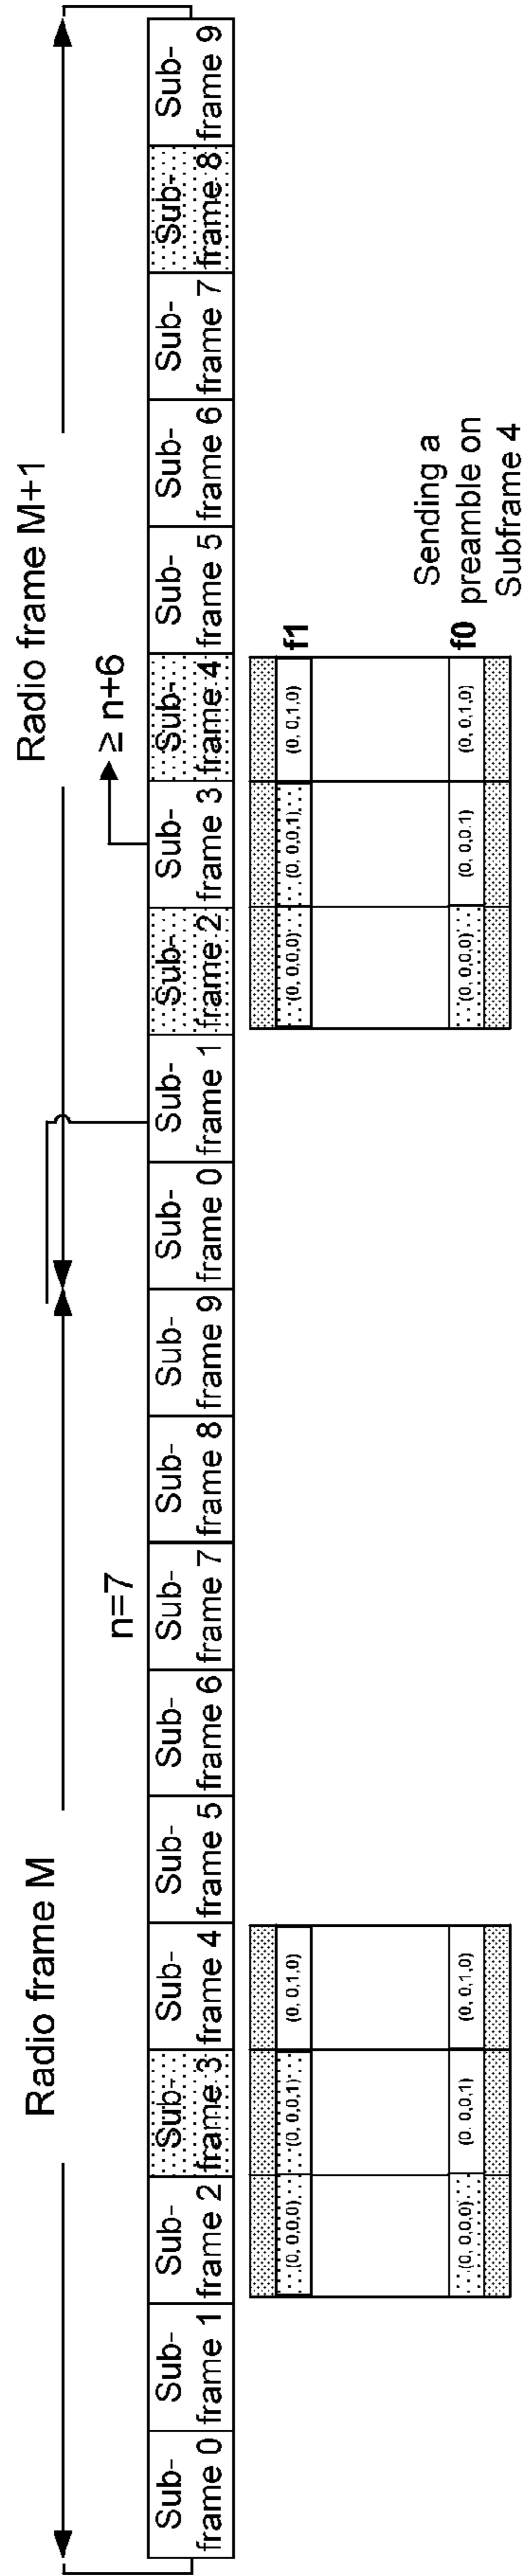 Radio frame M
Radio frame M+1
n=7
≥ n+6
Sub-
frame 0
Sub-
frame 1
Sub-
frame 2
Sub-
frame 3
Sub-
frame 4
Sub-
frame 5
Sub-
frame 6
Sub-
frame 7
Sub-
frame 8
Sub-
frame 9
Sub-
frame 0
Sub-
frame 1
Sub-
frame 2
Sub-
frame 3
Sub-
frame 4
Sub-
frame 5
Sub-
frame 6
Sub-
frame 7
Sub-
frame 8
Sub-
frame 9
(0, 0,0,0)
(0, 0,0,1)
(0, 0,1,0)
(0, 0,0,0)
(0, 0,0,1)
(0, 0,1,0)
f1
(0, 0,0,0)
(0, 0,0,1)
(0, 0,1,0)
(0, 0,0,0)
(0, 0,0,1)
(0, 0,1,0)
f0
Sending a
preamble on
Subframe 4